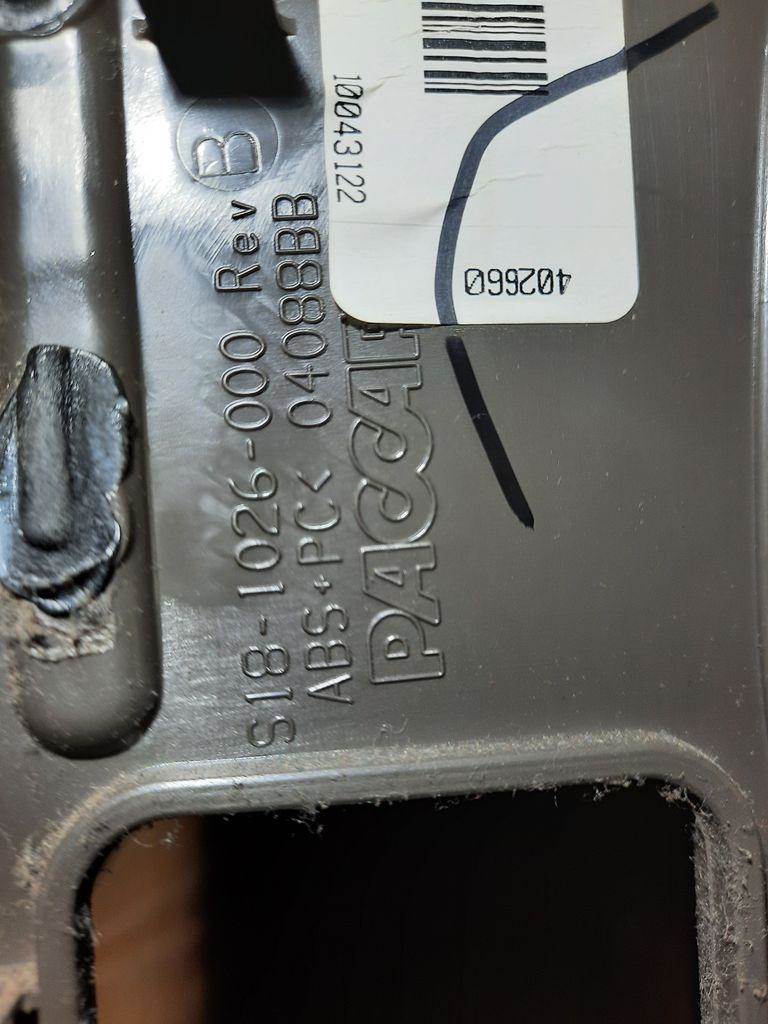 S18-1026-000 Rev B
ABS+PC< 04088BB
PACCAR
10043122
402660